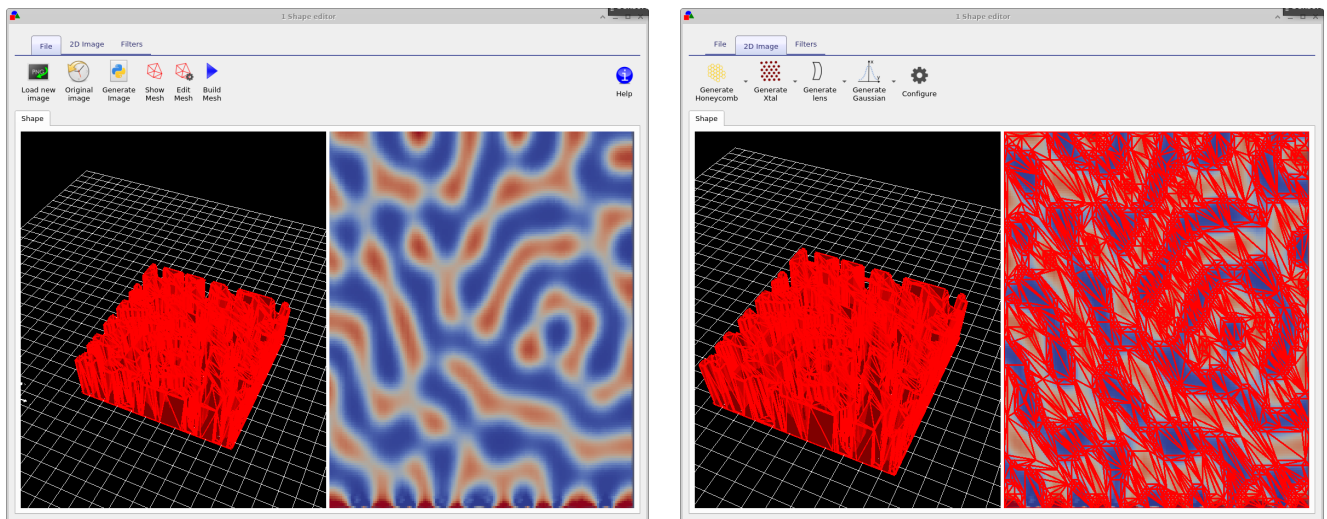 1 Shape editor
File 2D Image Filters
Load new image
Original image
Generate Image
Show Mesh
Edit Mesh
Build Mesh
Help
Shape
1 Shape editor
File 2D Image Filters
Generate Honeycomb
Generate Xtal
Generate lens
Generate Gaussian
Configure
Shape